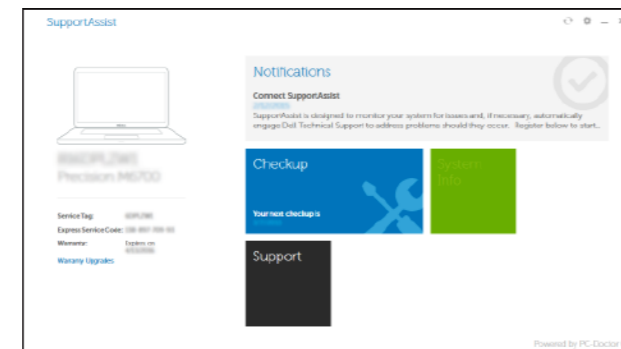 SupportAssist
Notifications
Connect SupportAssist
SupportAssist is designed to monitor your system for issues and, if necessary, automatically
engage Dell Technical Support to address problems should they occur. Register below to start...
Precision M6700
Checkup
System
Info
Your next checkup is
Service Tag:
Express Service Code:
Warranty: Expires on
Warrany Upgrades
Support
Powered by PC-Doctor